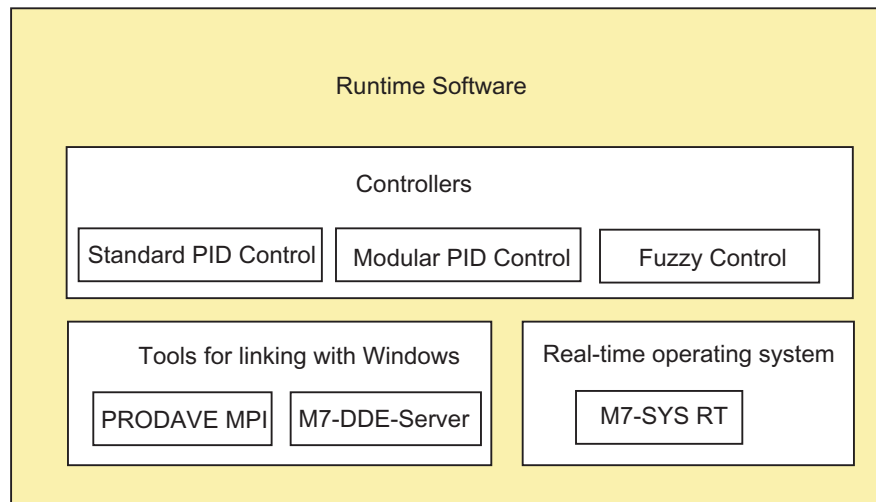 Runtime Software
Controllers
Standard PID Control
Modular PID Control
Fuzzy Control
Tools for linking with Windows
PRODAVE MPI
M7-DDE-Server
Real-time operating system
M7-SYS RT